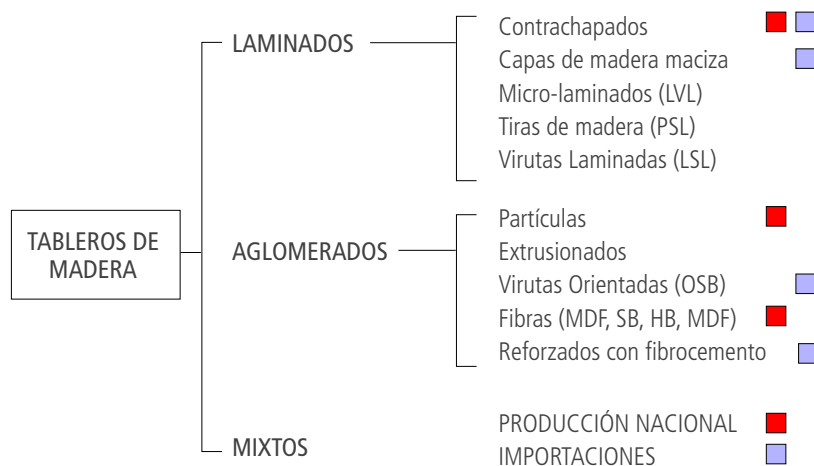 TABLEROS DE
MADERA
LAMINADOS
Contrachapados
Capas de madera maciza
Micro-laminados (LVL)
Tiras de madera (PSL)
Virutas Laminadas (LSL)
AGLOMERADOS
Partículas
Extrusionados
Virutas Orientadas (OSB)
Fibras (MDF, SB, HB, MDF)
Reforzados con fibrocemento
MIXTOS
PRODUCCIÓN NACIONAL
IMPORTACIONES